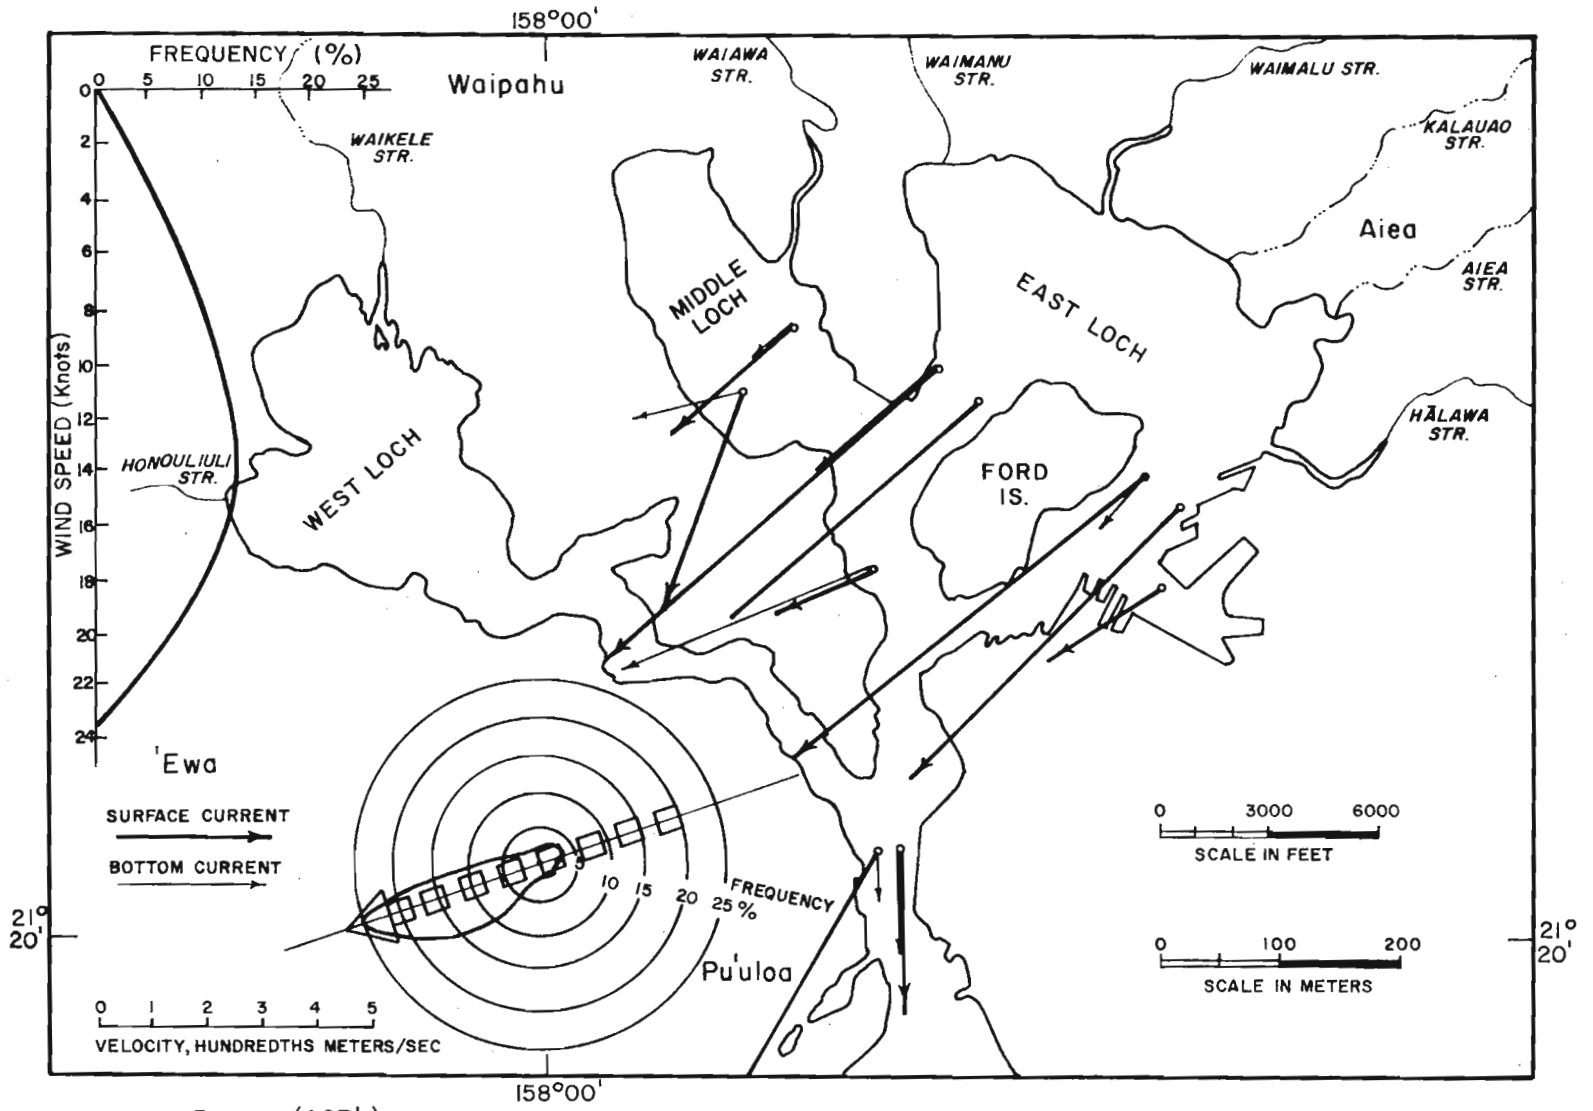 158°00'
FREQUENCY (%)
0 5 10 15 20 25
Waipahu
WAIAWA
STR.
WAIMANU
STR.
WAIMALU STR.
KALAUAO
STR.
WAIKELE
STR.
Aiea
AIEA
STR.
MIDDLE
LOCH
EAST LOCH
HĀLAWA
STR.
HONOULIULI
STR.
WEST LOCH
FORD
IS.
WIND SPEED (Knots)
0
2
4
6
8
10
12
14
16
18
20
22
24
'Ewa
SURFACE CURRENT
BOTTOM CURRENT
5 10 15 20 25%
FREQUENCY
0 3000 6000
SCALE IN FEET
21°
20'
21°
20'
Pu'uloa
0 100 200
SCALE IN METERS
0 1 2 3 4 5
VELOCITY, HUNDREDTHS METERS/SEC
158°00'